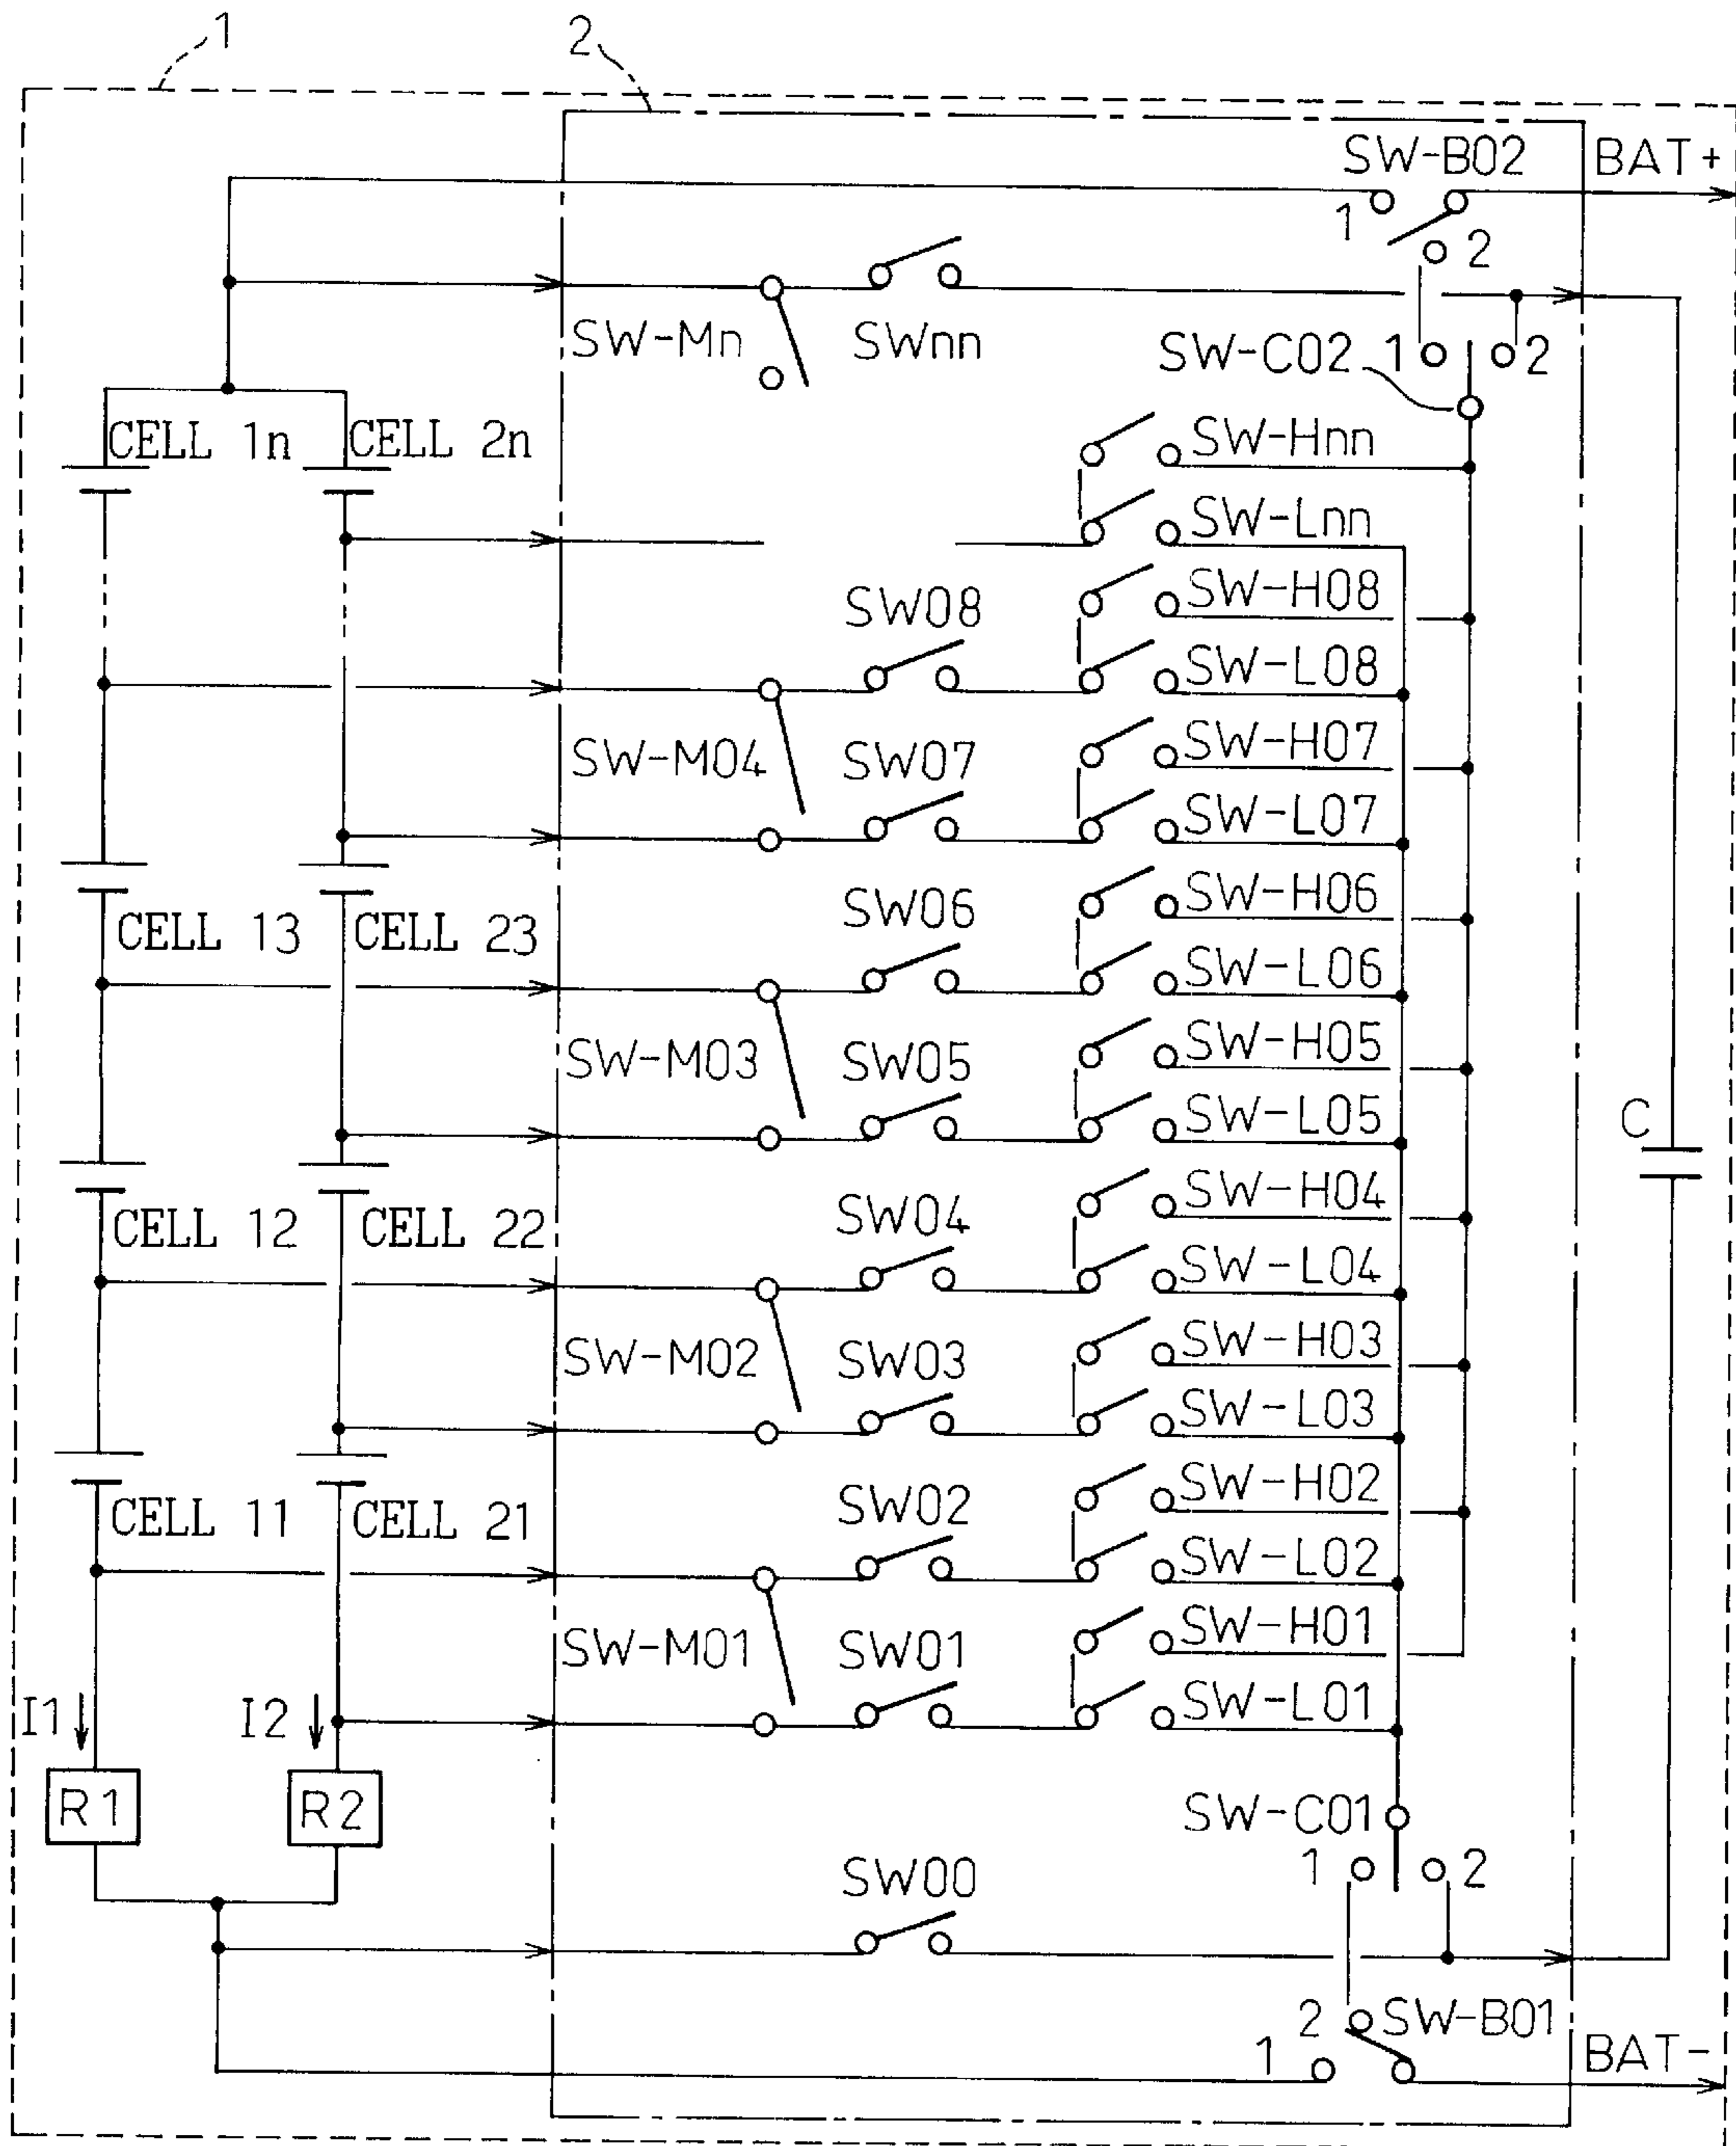 1
2
SW-B02
BAT+
1
2
SW-Mn
SWnn
SW-C02
1
2
CELL 1n
CELL 2n
SW-Hnn
SW-Lnn
SW-H08
SW08
SW-L08
SW-H07
SW-M04
SW07
SW-L07
SW-H06
SW06
CELL 13
CELL 23
SW-L06
SW-H05
SW-M03
SW05
SW-L05
C
SW-H04
SW04
CELL 12
CELL 22
SW-L04
SW-H03
SW-M02
SW03
SW-L03
SW-H02
SW02
CELL 11
CELL 21
SW-L02
SW-H01
SW-M01
SW01
SW-L01
I1
I2
R1
R2
SW-C01
1
2
SW00
2
SW-B01
1
BAT-